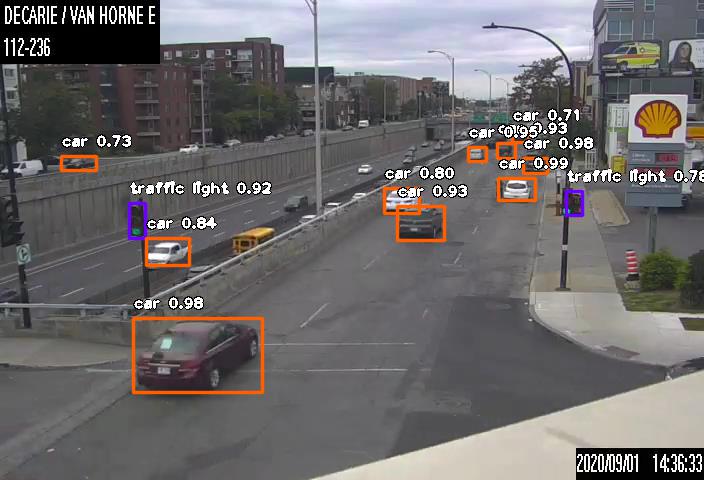 DECARIE / VAN HORNE E
112-236
car 0.71
car 0.95
0.93
car 0.73
car 0.98
car 0.99
car 0.80
traffic light 0.92
car 0.93
traffic light 0.78
car 0.84
car 0.98
2020/09/01 14:36:33